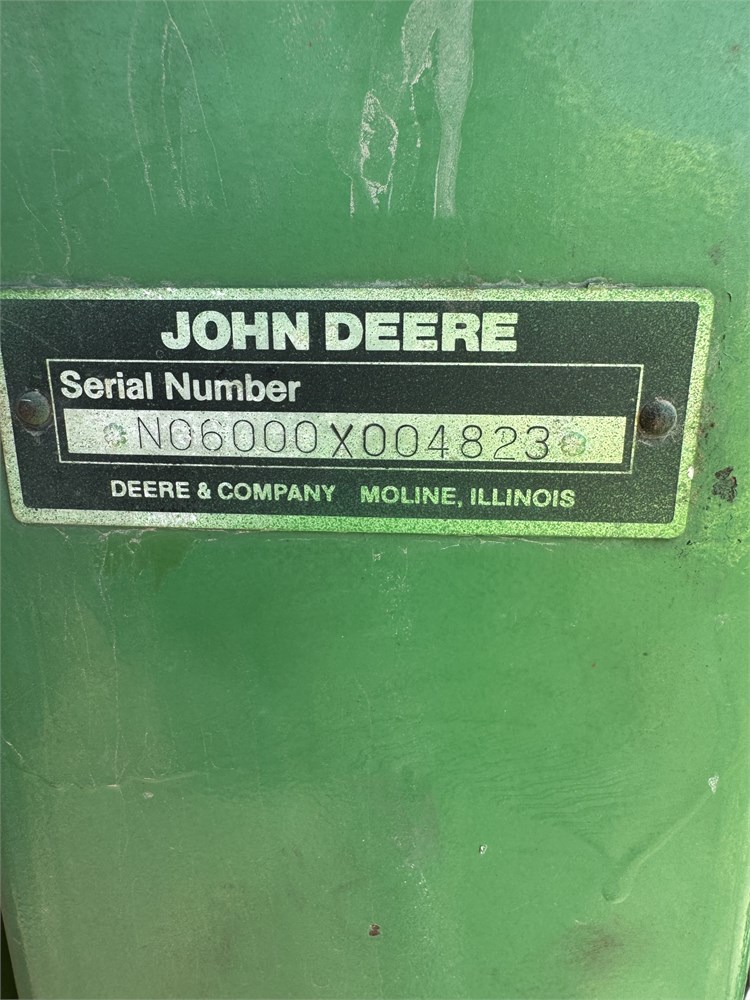 JOHN DEERE
Serial Number
N06000X004823
DEERE & COMPANY MOLINE, ILLINOIS